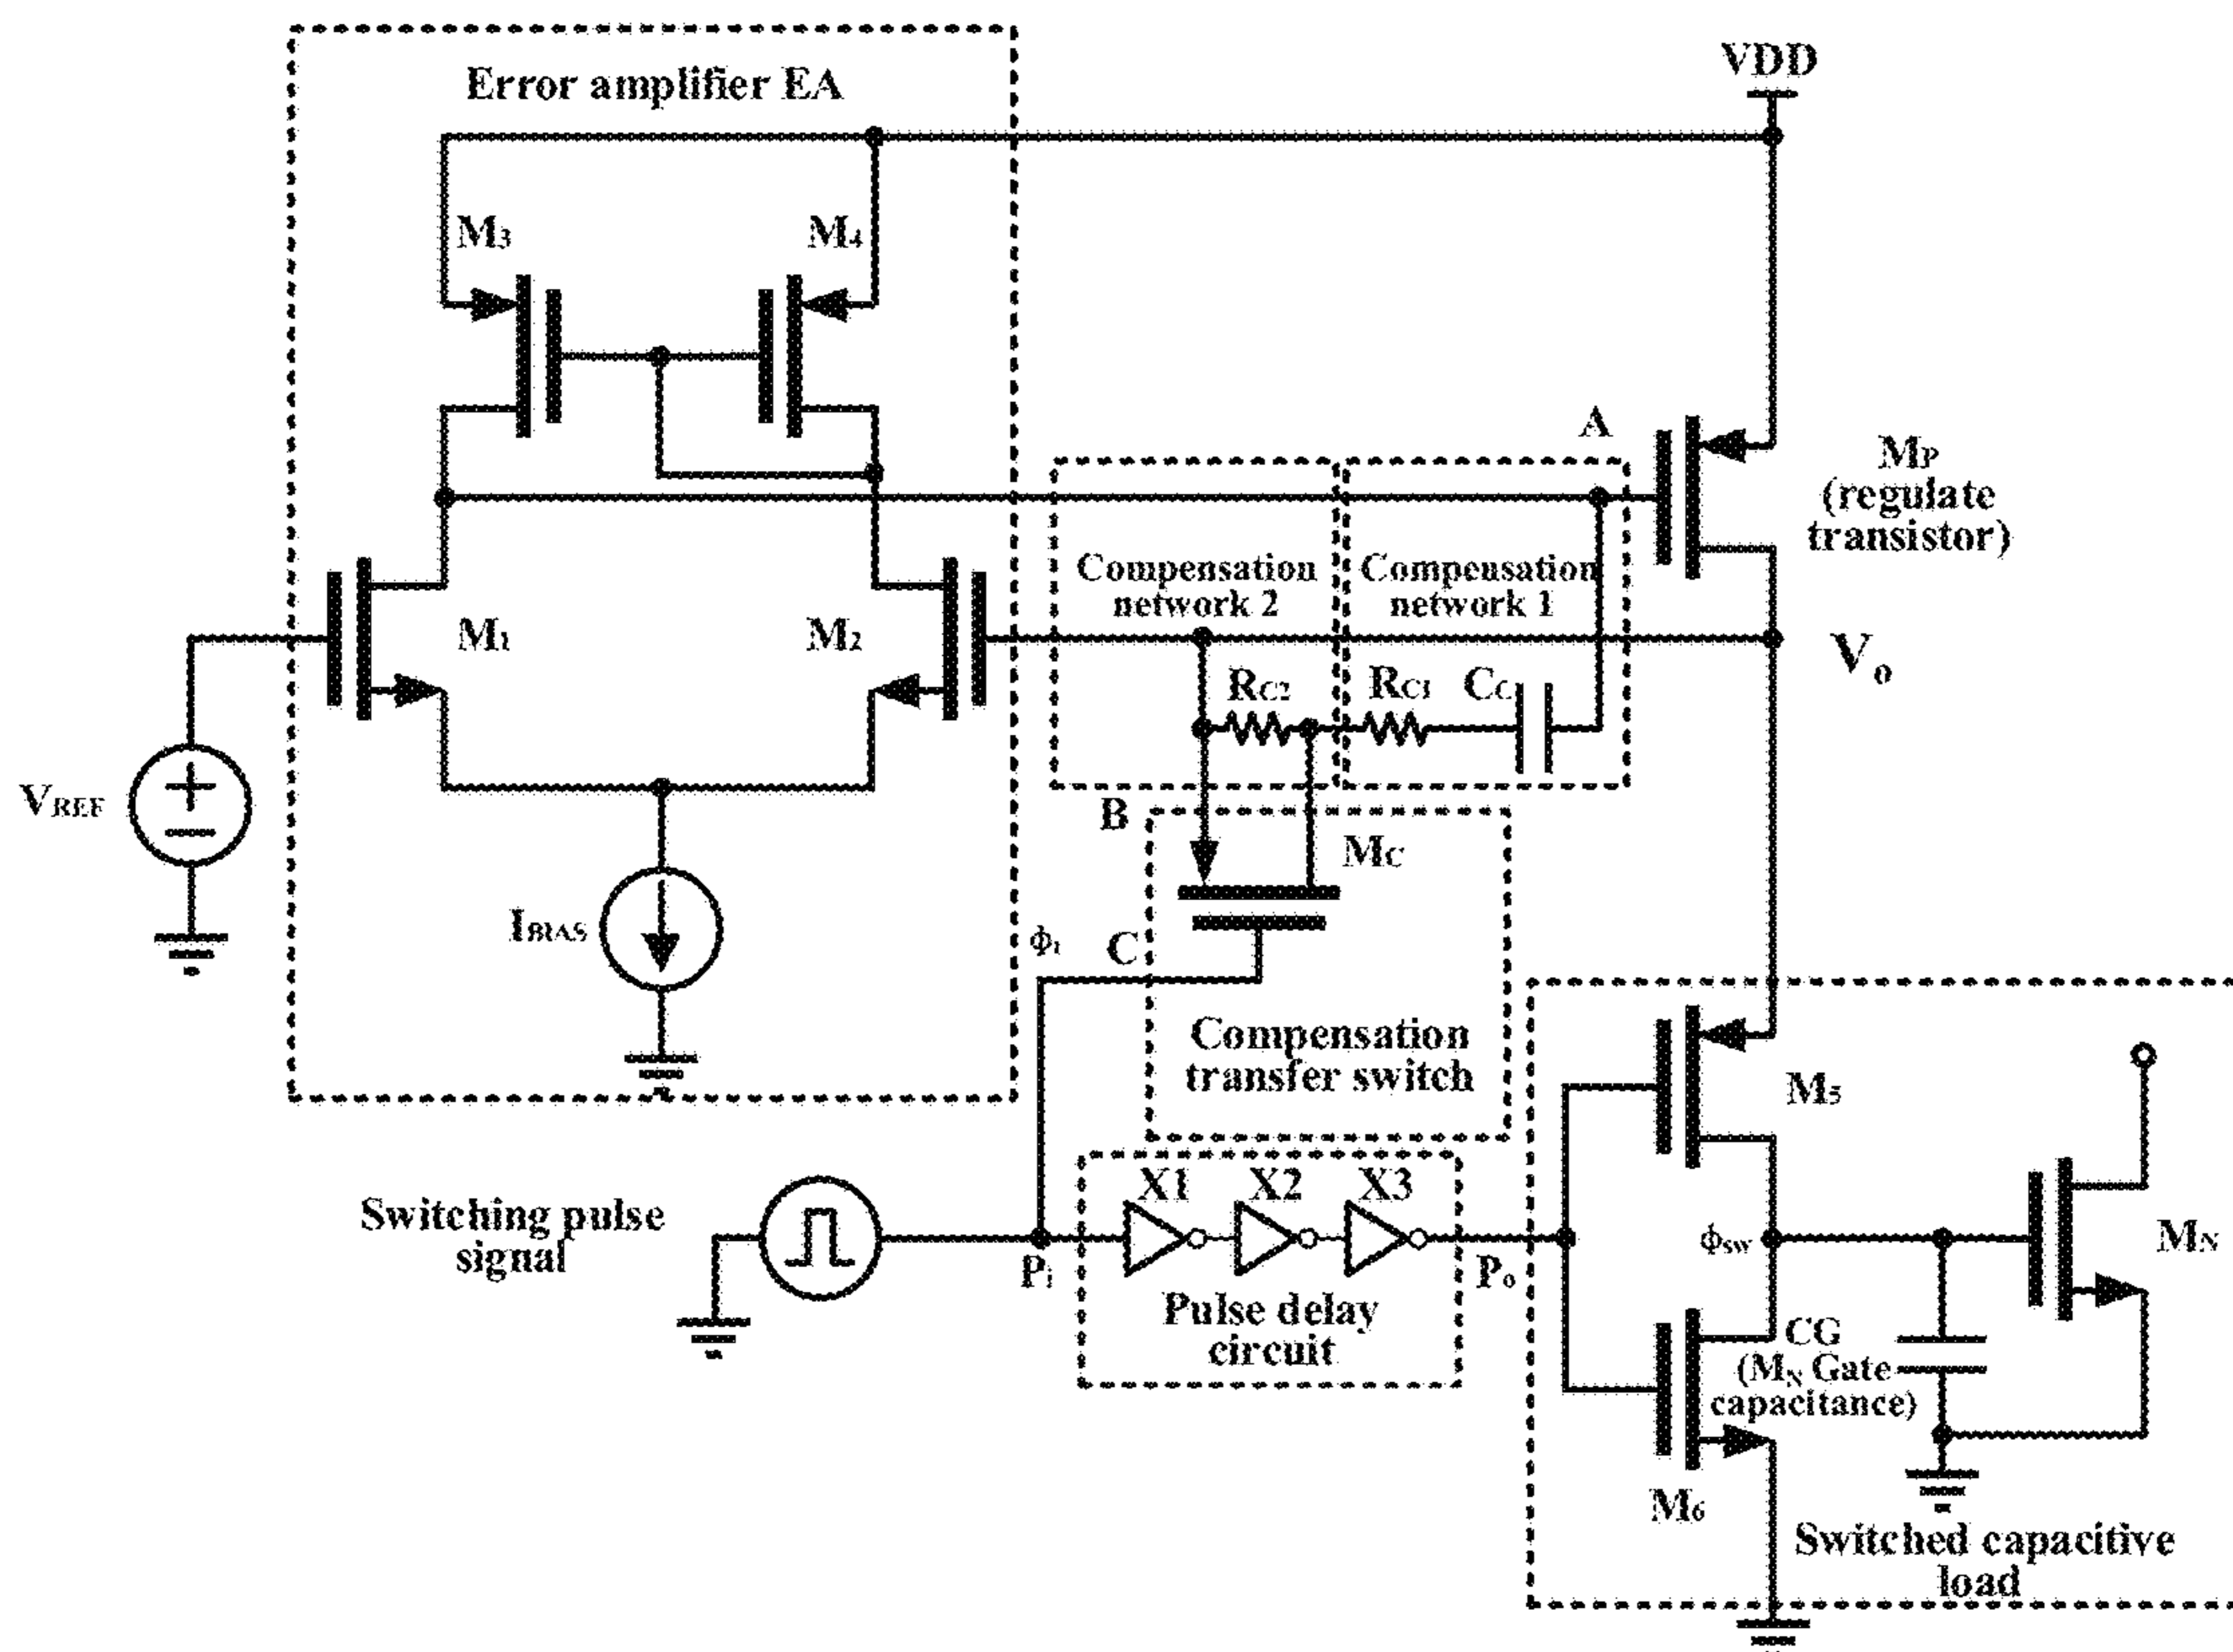 Error amplifier EA
VDD
M3
M4
A
MP
(regulate
transistor)
Compensation
network 2
Compensation
network 1
M1
M2
Vo
RC2
RC1
CC
VREF
B
MC
IBIAS
ϕ1
C
Compensation
transfer switch
M5
X1
X2
X3
Switching pulse
signal
Pi
Po
ϕsw
MN
Pulse delay
circuit
CG
(MN Gate
capacitance)
M6
Switched capacitive
load